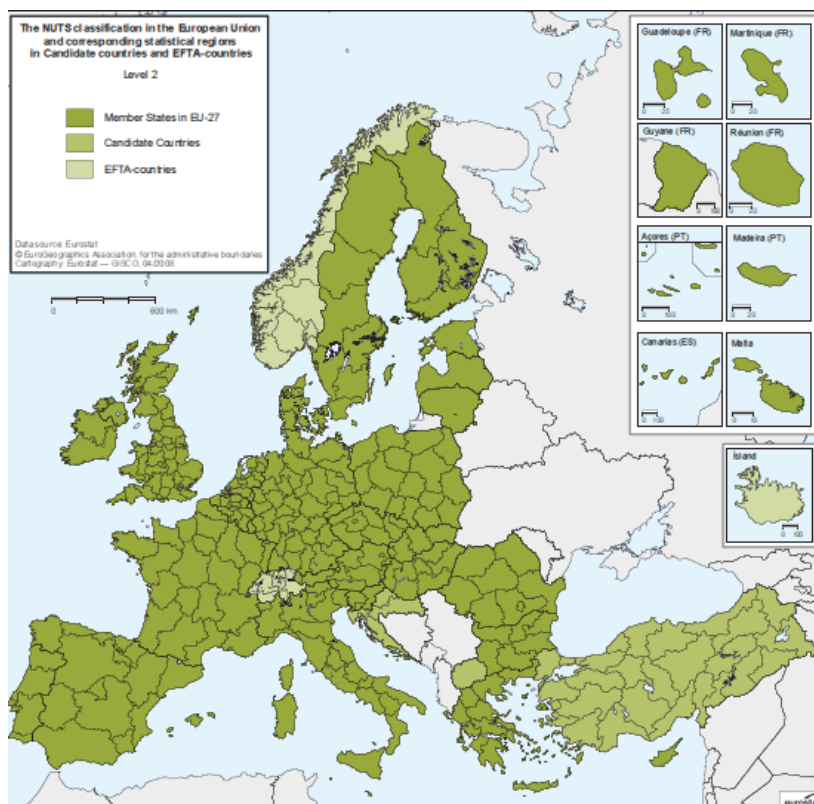 The NUTS classification in the European Union
and corresponding statistical regions
in Candidate countries and EFTA-countries
Level 2
Member States in EU-27
Candidate Countries
EFTA-countries
Data source: Eurostat
© EuroGeographics Association, for the administrative boundaries
Cartography: Eurostat — GISCO, 04/2008
0 600 km
Guadeloupe (FR)
0 25
Martinique (FR)
0 20
Guyane (FR)
0 100
Réunion (FR)
0 20
Açores (PT)
0 100
Madeira (PT)
0 20
Canarias (ES)
0 100
Malta
0 10
Ísland
0 100